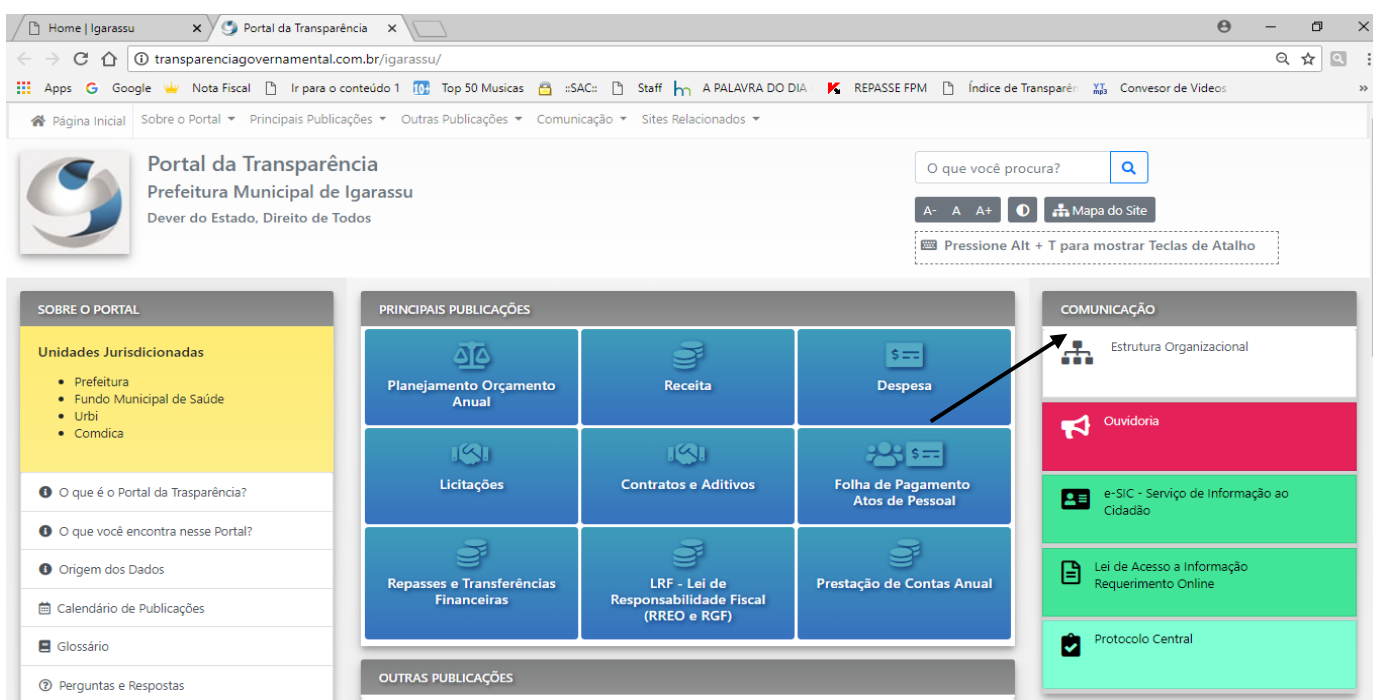 Home | Igarassu
Portal da Transparência
transparenciagovernamental.com.br/igarassu/
Apps Google Nota Fiscal Ir para o conteúdo 1 Top 50 Musicas ::SAC:: Staff A PALAVRA DO DIA REPASSE FPM Índice de Transparên Convesor de Videos »
Página Inicial Sobre o Portal Principais Publicações Outras Publicações Comunicação Sites Relacionados
Portal da Transparência
Prefeitura Municipal de Igarassu
Dever do Estado, Direito de Todos
O que você procura?
A- A A+ Mapa do Site
Pressione Alt + T para mostrar Teclas de Atalho
SOBRE O PORTAL
Unidades Jurisdicionadas
• Prefeitura
• Fundo Municipal de Saúde
• Urbi
• Comdica
O que é o Portal da Trasparência?
O que você encontra nesse Portal?
Origem dos Dados
Calendário de Publicações
Glossário
Perguntas e Respostas
PRINCIPAIS PUBLICAÇÕES
Planejamento Orçamento
Anual
Receita
Despesa
Licitações
Contratos e Aditivos
Folha de Pagamento
Atos de Pessoal
Repasses e Transferências
Financeiras
LRF - Lei de
Responsabilidade Fiscal
(RREO e RGF)
Prestação de Contas Anual
OUTRAS PUBLICAÇÕES
COMUNICAÇÃO
Estrutura Organizacional
Ouvidoria
e-SIC - Serviço de Informação ao
Cidadão
Lei de Acesso a Informação
Requerimento Online
Protocolo Central